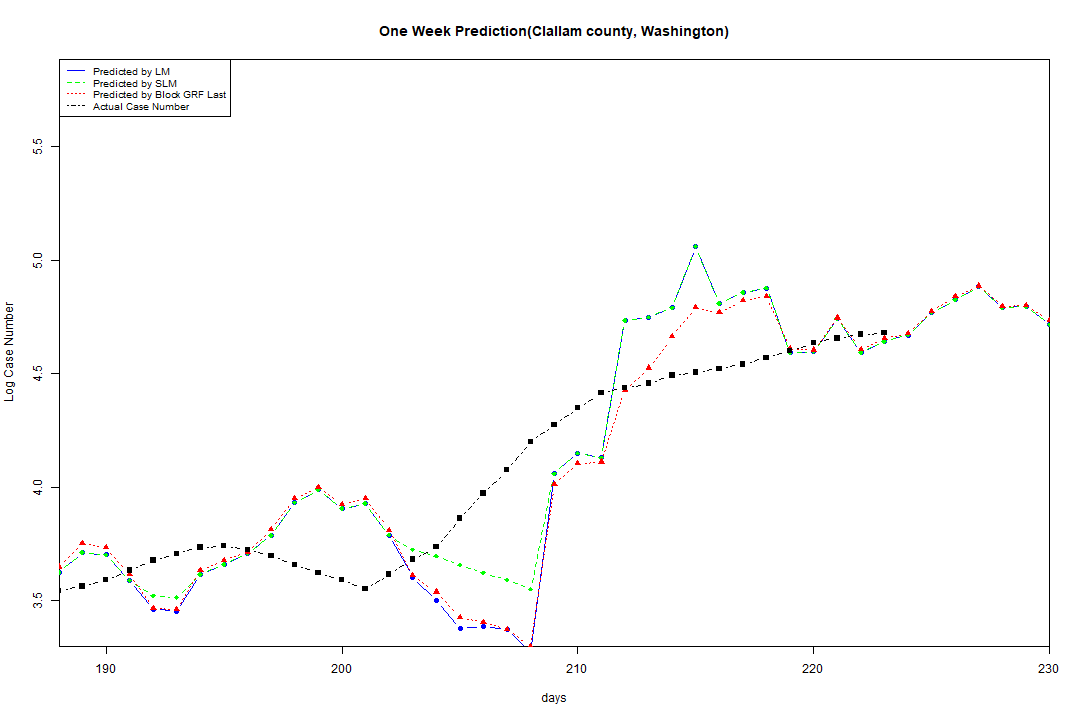 One Week Prediction(Clallam county, Washington)
Predicted by LM
Predicted by SLM
Predicted by Block GRF Last
Actual Case Number
5.5
5.0
4.5
4.0
3.5
Log Case Number
190
200
210
220
230
days